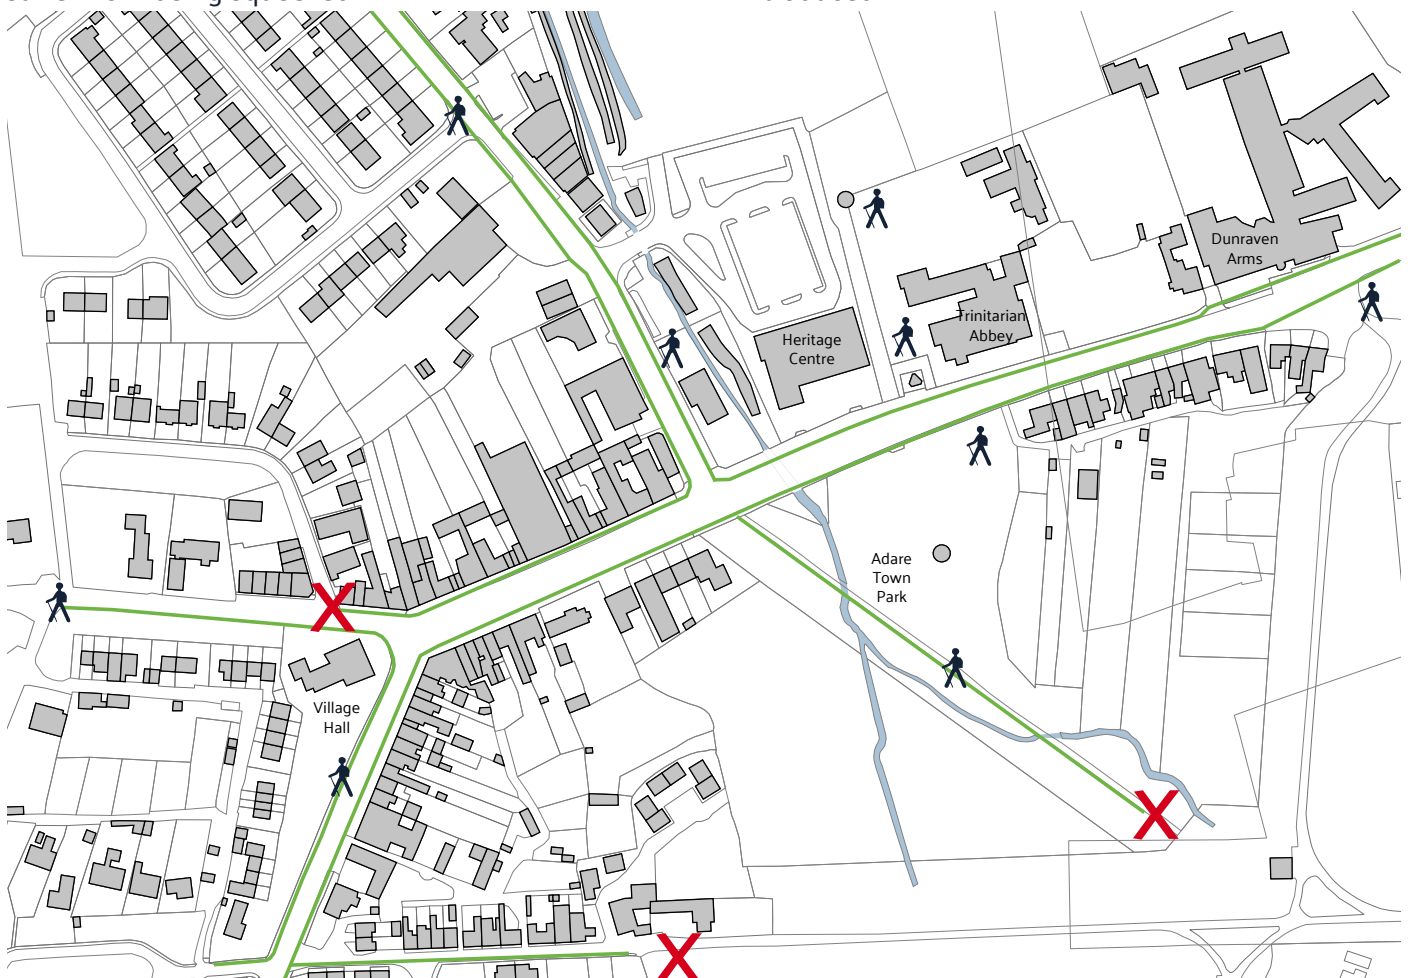 Dunraven
Arms
Trinitarian
Abbey
Heritage
Centre
Adare
Town
Park
Village
Hall